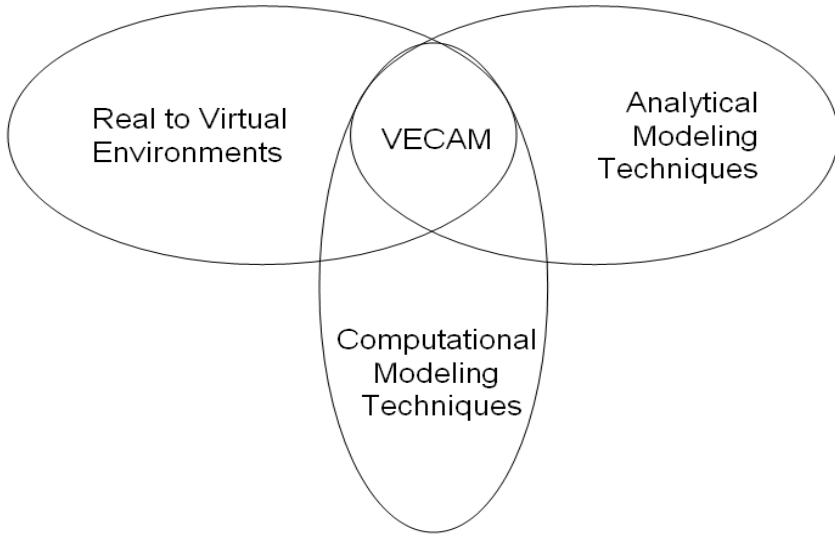 Real to Virtual
Environments
VECAM
Analytical
Modeling
Techniques
Computational
Modeling
Techniques